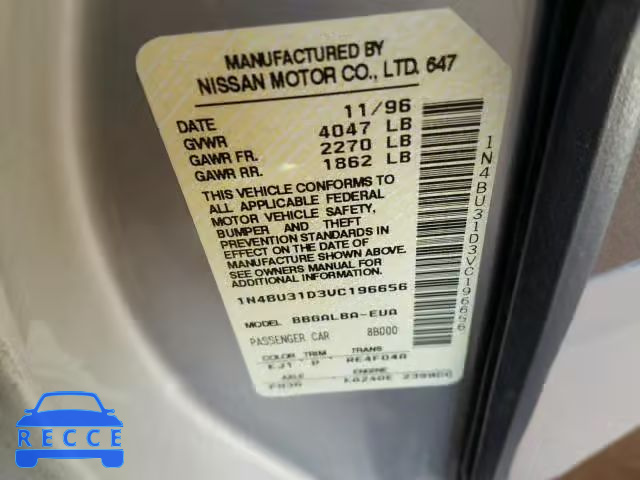 MANUFACTURED BY
NISSAN MOTOR CO., LTD. 647
DATE 11/96
GVWR 4047 LB
GAWR FR. 2270 LB
GAWR RR. 1862 LB
THIS VEHICLE CONFORMS TO
ALL APPLICABLE FEDERAL
MOTOR VEHICLE SAFETY,
BUMPER AND THEFT
PREVENTION STANDARDS IN
EFFECT ON THE DATE OF
MANUFACTURE SHOWN ABOVE.
SEE OWNERS MANUAL FOR
ADDITIONAL INFORMATION
1N4BU31D3VC196656
MODEL BBGALBA-EUA
PASSENGER CAR 8B000
COLOR TRIM TRANS
EJ1 P RE4F04A
AXLE ENGINE
1N4BU31D3VC196656
RECCE